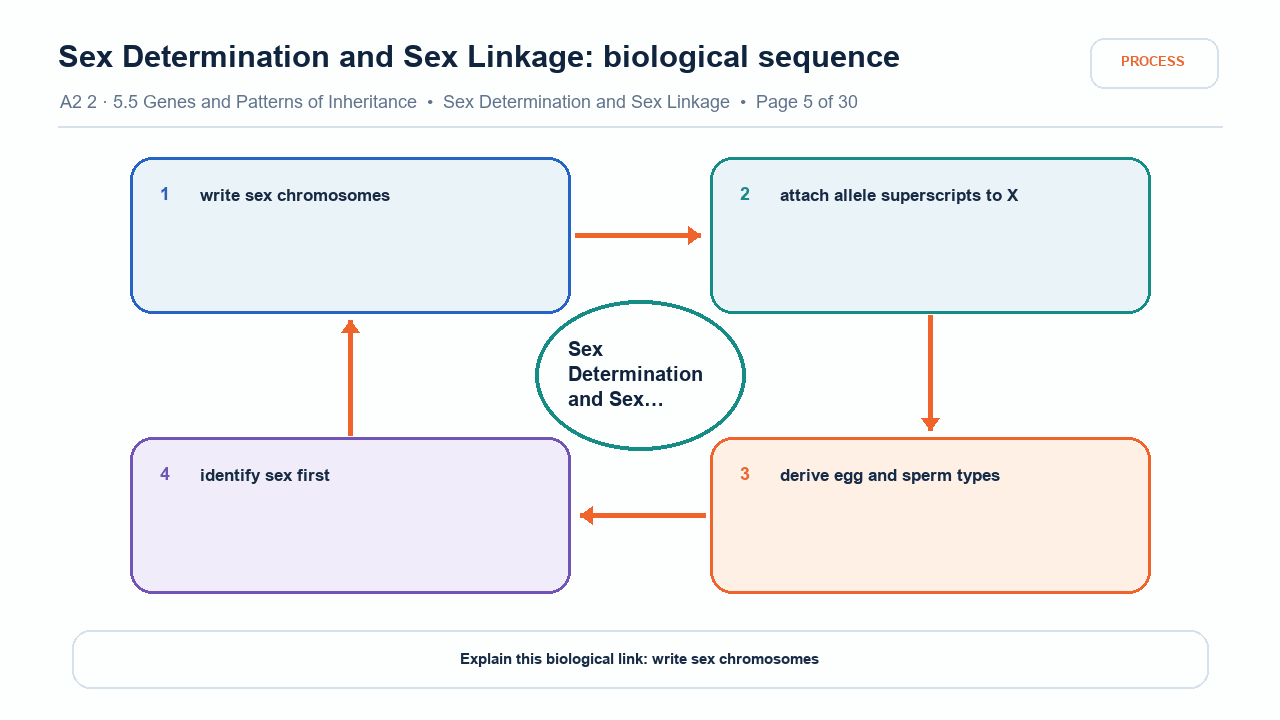 Sex Determination and Sex Linkage: biological sequence
PROCESS
A2 2 · 5.5 Genes and Patterns of Inheritance • Sex Determination and Sex Linkage • Page 5 of 30
1 write sex chromosomes
2 attach allele superscripts to X
Sex
Determination
and Sex…
4 identify sex first
3 derive egg and sperm types
Explain this biological link: write sex chromosomes